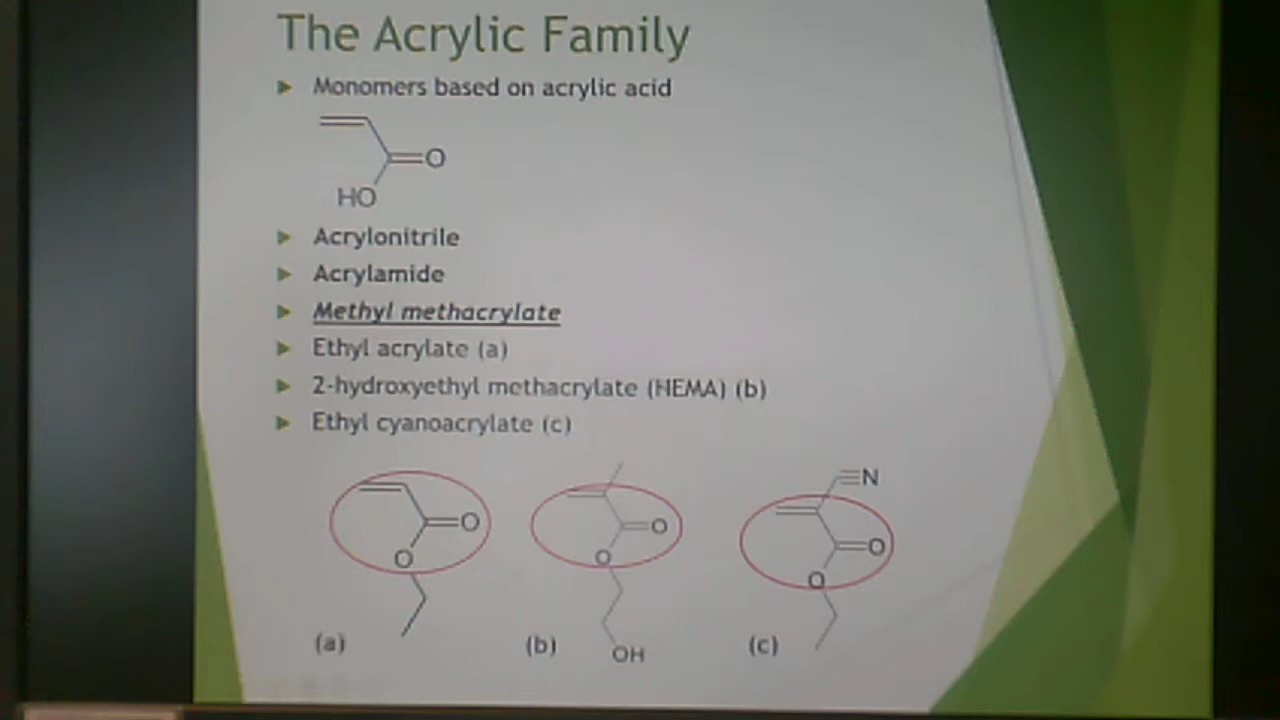 The Acrylic Family
Monomers based on acrylic acid
O
HO
Acrylonitrile
Acrylamide
Methyl methacrylate
Ethyl acrylate (a)
2-hydroxyethyl methacrylate (HEMA) (b)
Ethyl cyanoacrylate (c)
N
O O O
O O O
(a) (b) OH (c)